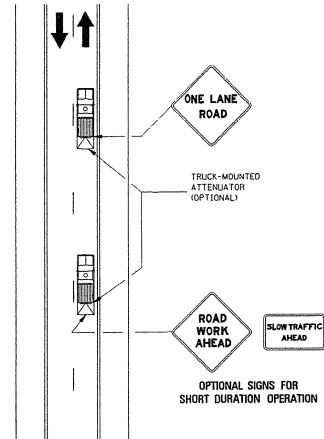 ONE LANE
ROAD
TRUCK-MOUNTED
ATTENUATOR
(OPTIONAL)
ROAD
WORK
AHEAD
SLOW TRAFFIC
AHEAD
OPTIONAL SIGNS FOR
SHORT DURATION OPERATION